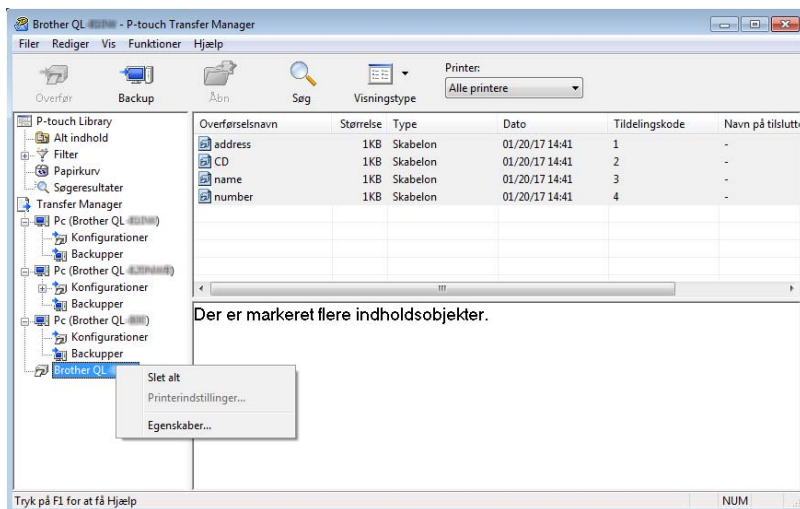 Brother QL - P-touch Transfer Manager
Filer Rediger Vis Funktioner Hjælp
Overfør Backup Åbn Søg Visningstype
Printer:
Alle printere
P-touch Library
Alt indhold
Filter
Papirkurv
Søgeresultater
Transfer Manager
Pc (Brother QL )
Konfigurationer
Backupper
Pc (Brother QL )
Konfigurationer
Backupper
Pc (Brother QL )
Konfigurationer
Backupper
Brother QL
Overførselsnavn Størrelse Type Dato Tildelingskode Navn på tilslutte
address 1KB Skabelon 01/20/17 14:41 1 -
CD 1KB Skabelon 01/20/17 14:41 2 -
name 1KB Skabelon 01/20/17 14:41 3 -
number 1KB Skabelon 01/20/17 14:41 4 -
Der er markeret flere indholdsobjekter.
Slet alt
Printerindstillinger...
Egenskaber...
Tryk på F1 for at få Hjælp NUM